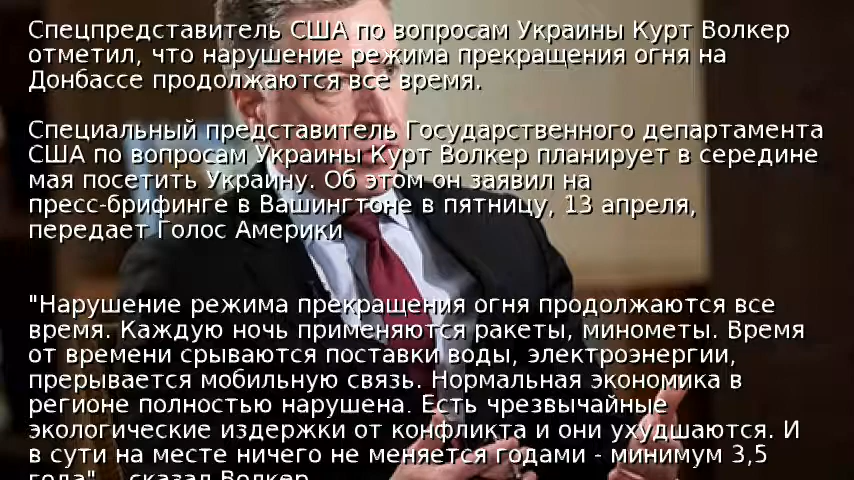 Спецпредставитель США по вопросам Украины Курт Волкер
отметил, что нарушение режима прекращения огня на
Донбассе продолжаются все время.
Специальный представитель Государственного департамента
США по вопросам Украины Курт Волкер планирует в середине
мая посетить Украину. Об этом он заявил на
пресс-брифинге в Вашингтоне в пятницу, 13 апреля,
передает Голос Америки
"Нарушение режима прекращения огня продолжаются все
время. Каждую ночь применяются ракеты, минометы. Время
от времени срываются поставки воды, электроэнергии,
прерывается мобильную связь. Нормальная экономика в
регионе полностью нарушена. Есть чрезвычайные
экологические издержки от конфликта и они ухудшаются. И
в сути на месте ничего не меняется годами - минимум 3,5
года", сказал Волкер